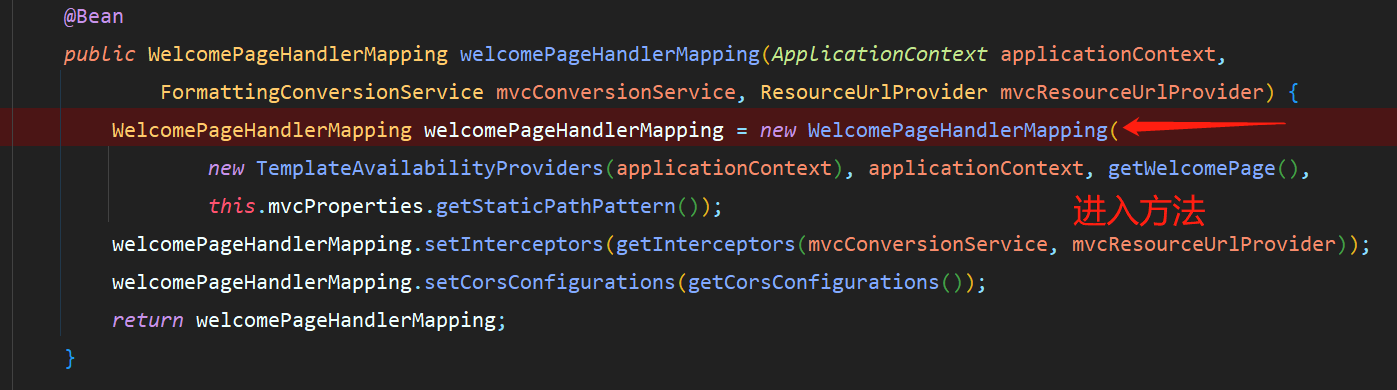 @Bean
public WelcomePageHandlerMapping welcomePageHandlerMapping(ApplicationContext applicationContext,
FormattingConversionService mvcConversionService, ResourceUrlProvider mvcResourceUrlProvider) {
WelcomePageHandlerMapping welcomePageHandlerMapping = new WelcomePageHandlerMapping(
new TemplateAvailabilityProviders(applicationContext), applicationContext, getWelcomePage(),
this.mvcProperties.getStaticPathPattern());
进入方法
welcomePageHandlerMapping.setInterceptors(getInterceptors(mvcConversionService, mvcResourceUrlProvider));
welcomePageHandlerMapping.setCorsConfigurations(getCorsConfigurations());
return welcomePageHandlerMapping;
}